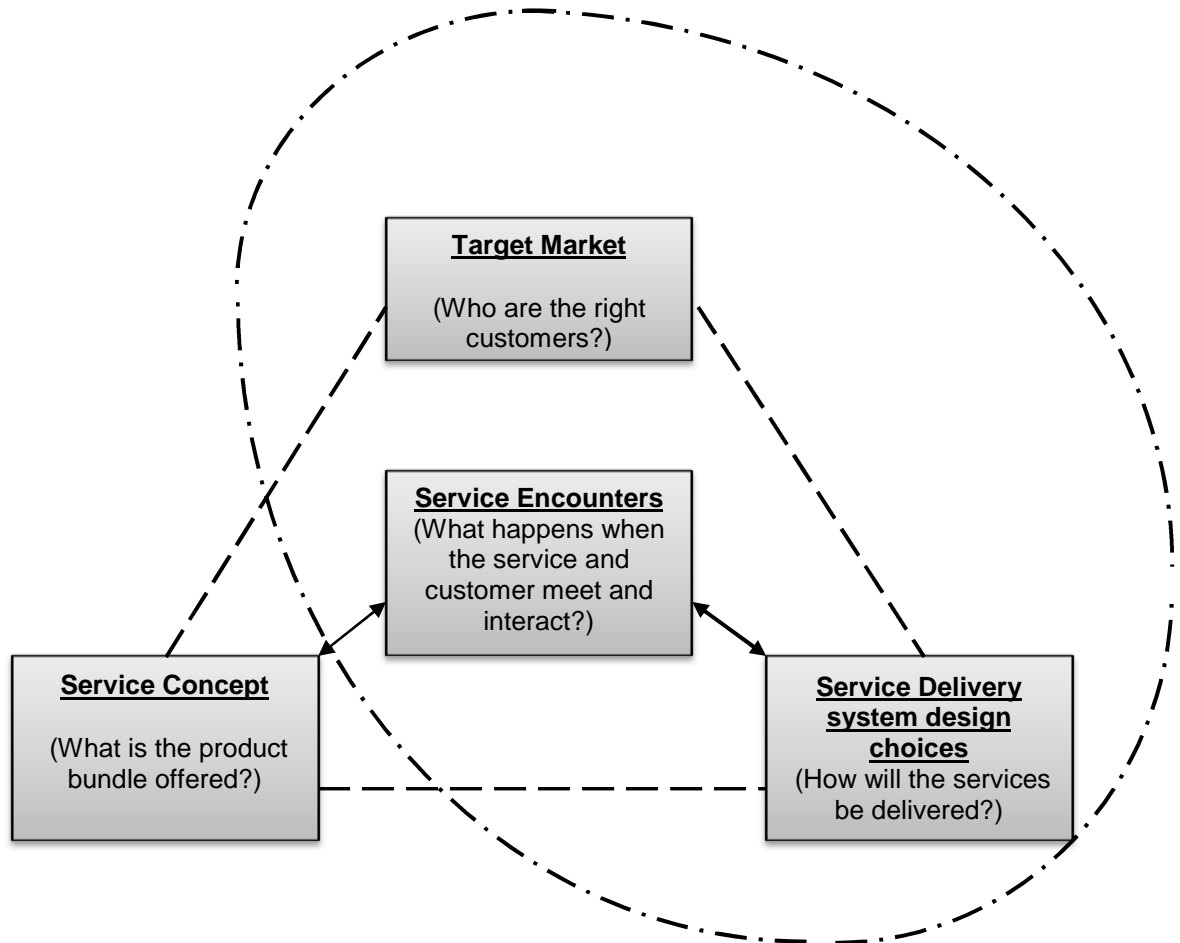 Target Market
(Who are the right
customers?)
Service Encounters
(What happens when
the service and
customer meet and
interact?)
Service Concept
(What is the product
bundle offered?)
Service Delivery
system design
choices
(How will the services
be delivered?)